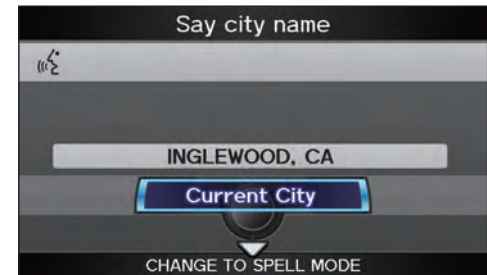 Say city name
INGLEWOOD, CA
Current City
CHANGE TO SPELL MODE